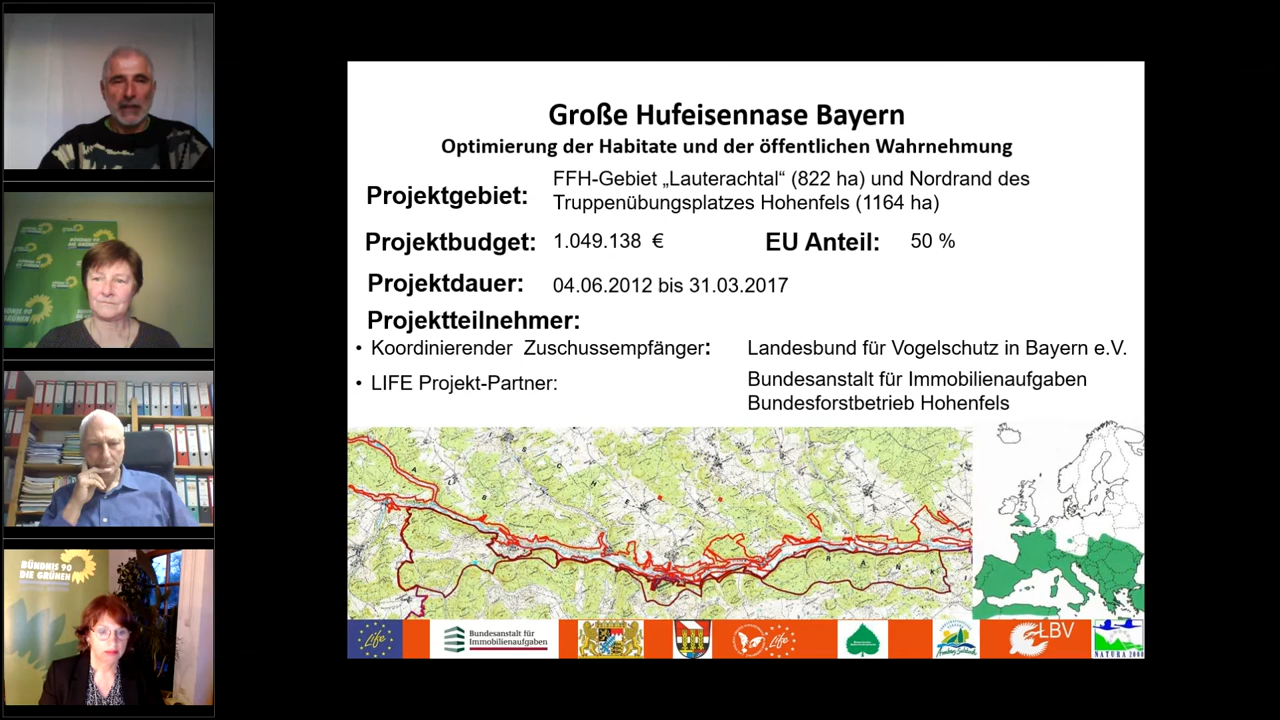 Große Hufeisennase Bayern
Optimierung der Habitate und der öffentlichen Wahrnehmung
Projektgebiet: FFH-Gebiet „Lauterachtal“ (822 ha) und Nordrand des
Truppenübungsplatzes Hohenfels (1164 ha)
Projektbudget: 1.049.138 € EU Anteil: 50 %
Projektdauer: 04.06.2012 bis 31.03.2017
Projektteilnehmer:
• Koordinierender Zuschussempfänger: Landesbund für Vogelschutz in Bayern e.V.
• LIFE Projekt-Partner: Bundesanstalt für Immobilienaufgaben
Bundesforstbetrieb Hohenfels
Life
Bundesanstalt für
Immobilienaufgaben
Life
LBV
NATURA 2000
BÜNDNIS 90
DIE GRÜNEN